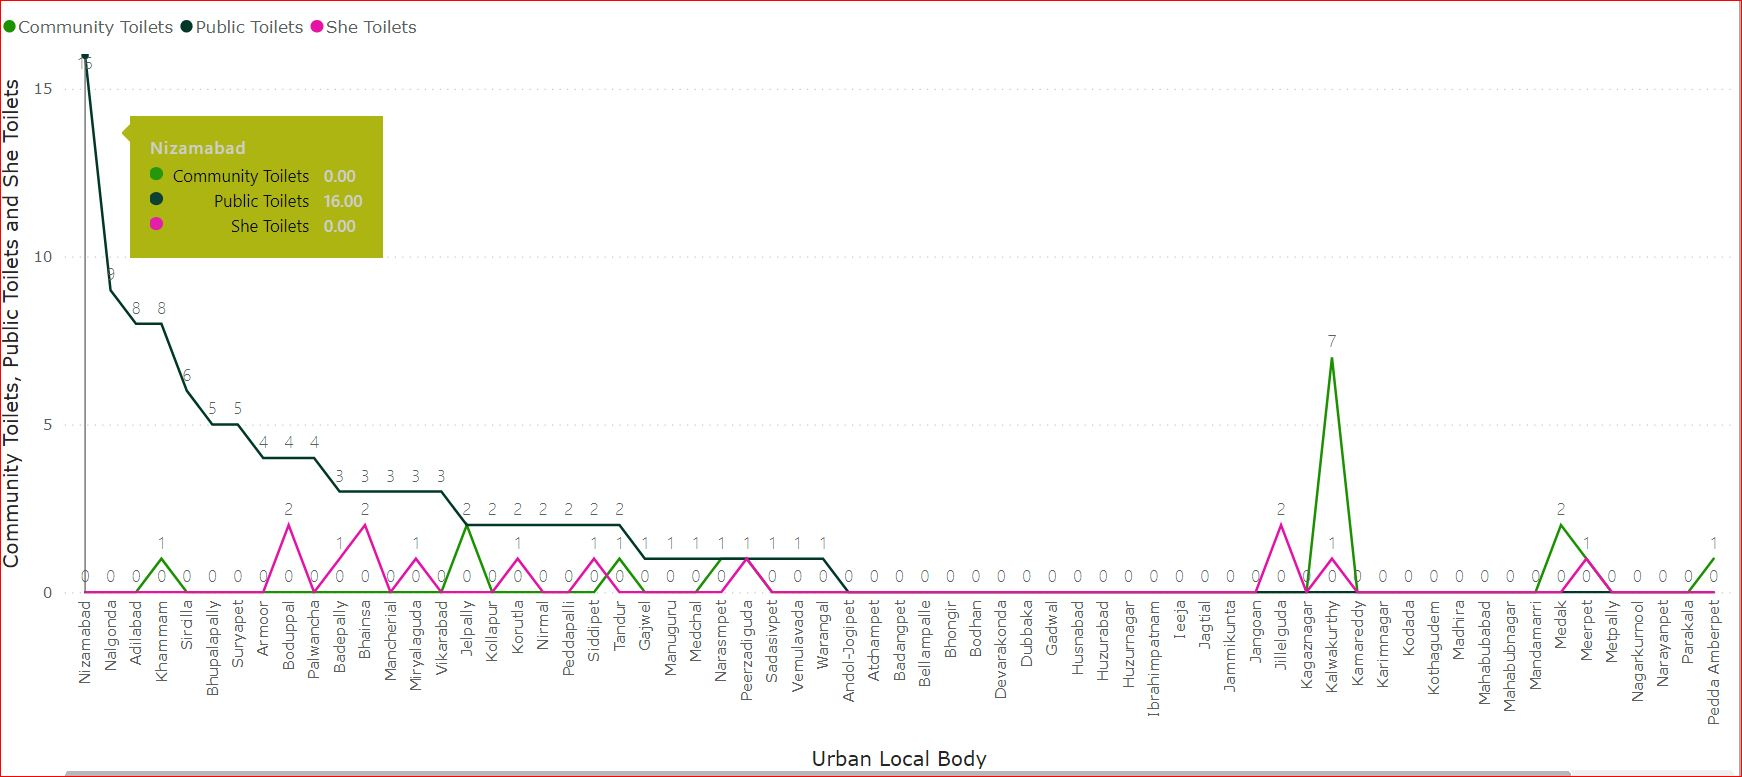 Community Toilets Public Toilets She Toilets
Community Toilets, Public Toilets and She Toilets
15
10
5
0
Nizamabad
Community Toilets 0.00
Public Toilets 16.00
She Toilets 0.00
16
9
8 8
6
5 5
4 4 4
3 3 3 3 3
2 2 2 2 2 2 2
1 1 1 1 1 1 1 1
7
2 2 2 2
1 1 1 1 1 1 1 1 1
0 0 0 0 0 0 0 0 0 0 0 0 0 0 0 0 0 0 0 0 0 0 0 0 0 0 0 0 0 0 0 0 0 0 0 0 0 0 0 0 0 0 0 0 0 0 0 0 0 0 0 0 0 0 0 0 0 0 0 0 0 0 0
Nizamabad
Nalgonda
Adilabad
Khammam
Sircilla
Bhupalapally
Suryapet
Armoor
Boduppal
Palwancha
Badepally
Bhainsa
Mancherial
Miryalaguda
Vikarabad
Jelpally
Kollapur
Korutla
Nirmal
Peddapalli
Siddipet
Tandur
Gajwel
Manuguru
Medchal
Narasmpet
Peerzadiguda
Sadasivpet
Vemulavada
Warangal
Andol-Jogipet
Atchampet
Badangpet
Bellampalle
Bhongir
Bodhan
Devarakonda
Dubbaka
Gadwal
Husnabad
Huzurabad
Huzurnagar
Ibrahimpatnam
Ieeja
Jagtial
Jammikunta
Jangoan
Jillelguda
Kagaznagar
Kalwakurthy
Kamareddy
Karimnagar
Kodada
Kothagudem
Madhira
Mahabubabad
Mahabubnagar
Mandamarri
Medak
Meerpet
Metpally
Nagarkurnool
Narayanpet
Parakala
Pedda Amberpet
Urban Local Body